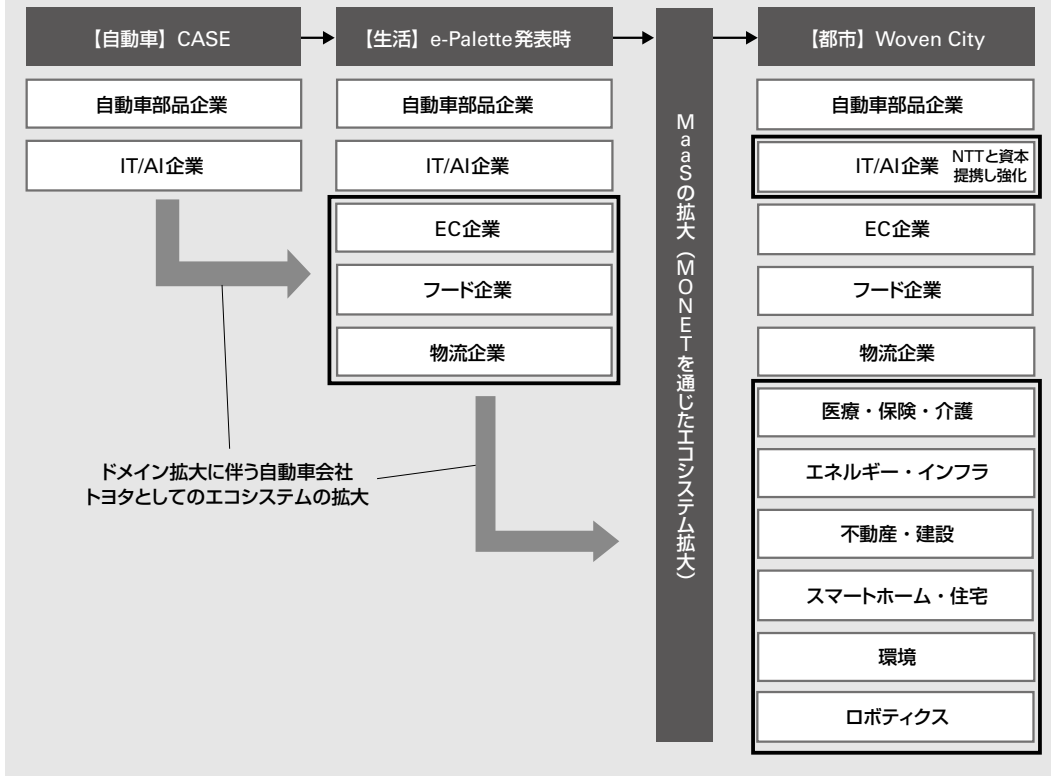 【自動車】CASE
自動車部品企業
IT/AI企業
【生活】e-Palette発表時
自動車部品企業
IT/AI企業
EC企業
フード企業
物流企業
ドメイン拡大に伴う自動車会社
トヨタとしてのエコシステムの拡大
MaaSの拡大（MONETを通じたエコシステム拡大）
【都市】Woven City
自動車部品企業
IT/AI企業
NTTと資本
提携し強化
EC企業
フード企業
物流企業
医療・保険・介護
エネルギー・インフラ
不動産・建設
スマートホーム・住宅
環境
ロボティクス